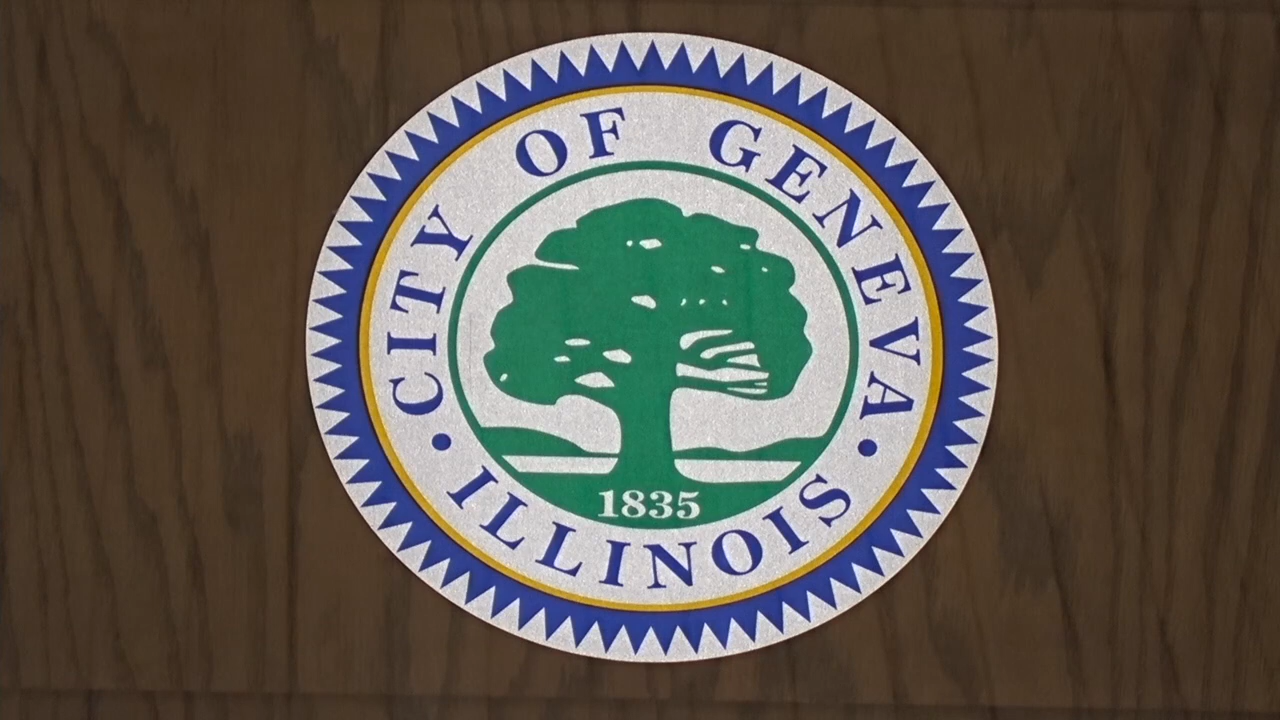 CITY OF GENEVA
• ILLINOIS •
1835